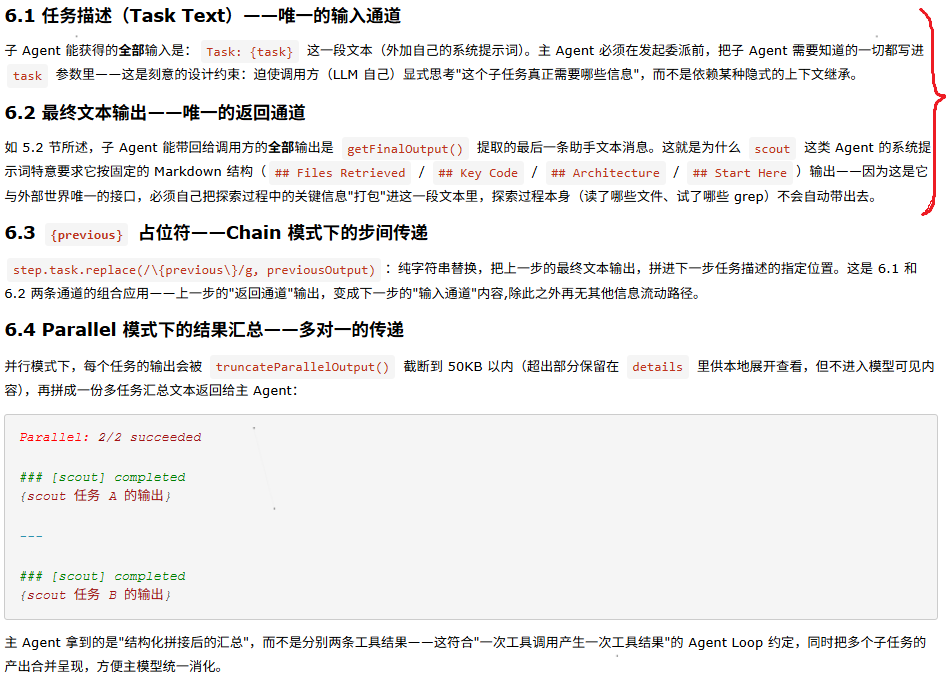 6.1 任务描述（Task Text）——唯一的输入通道
子 Agent 能获得的全部输入是： Task: {task} 这一段文本（外加自己的系统提示词）。主 Agent 必须在发起委派前，把子 Agent 需要知道的一切都写进
task 参数里——这是刻意的设计约束：迫使调用方（LLM 自己）显式思考"这个子任务真正需要哪些信息"，而不是依赖某种隐式的上下文继承。
6.2 最终文本输出——唯一的返回通道
如 5.2 节所述，子 Agent 能带回给调用方的全部输出是 getFinalOutput() 提取的最后一条助手文本消息。这就是为什么 scout 这类 Agent 的系统提
示词特意要求它按固定的 Markdown 结构（ ## Files Retrieved / ## Key Code / ## Architecture / ## Start Here ）输出——因为这是它
与外部世界唯一的接口，必须自己把探索过程中的关键信息"打包"进这一段文本里，探索过程本身（读了哪些文件、试了哪些 grep）不会自动带出去。
6.3 {previous} 占位符——Chain 模式下的步间传递
step.task.replace(/\{previous\}/g, previousOutput) ：纯字符串替换，把上一步的最终文本输出，拼进下一步任务描述的指定位置。这是 6.1 和
6.2 两条通道的组合应用——上一步的"返回通道"输出，变成下一步的"输入通道"内容,除此之外再无其他信息流动路径。
6.4 Parallel 模式下的结果汇总——多对一的传递
并行模式下，每个任务的输出会被 truncateParallelOutput() 截断到 50KB 以内（超出部分保留在 details 里供本地展开查看，但不进入模型可见内
容），再拼成一份多任务汇总文本返回给主 Agent：
Parallel: 2/2 succeeded
### [scout] completed
{scout 任务 A 的输出}
---
### [scout] completed
{scout 任务 B 的输出}
主 Agent 拿到的是"结构化拼接后的汇总"，而不是分别两条工具结果——这符合"一次工具调用产生一次工具结果"的 Agent Loop 约定，同时把多个子任务的
产出合并呈现，方便主模型统一消化。